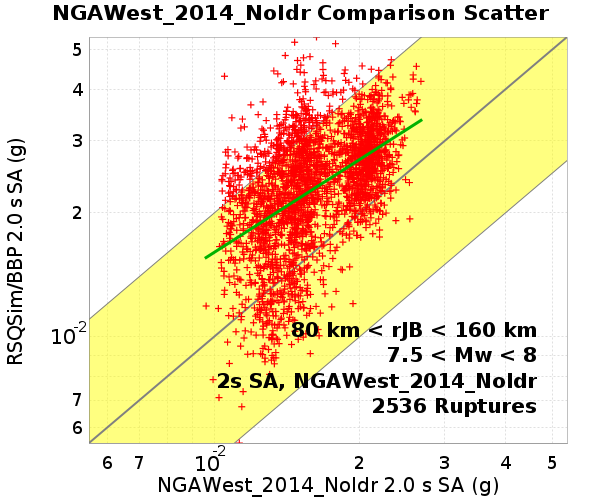 NGAWest_2014_NoIdr Comparison Scatter
5
4
3
2
10-2
7
6
RSQSim/BBP 2.0 s SA (g)
80 km < rJB < 160 km
7.5 < Mw < 8
2s SA, NGAWest_2014_NoIdr
2536 Ruptures
6 7 10-2 2 3 4 5
NGAWest_2014_NoIdr 2.0 s SA (g)